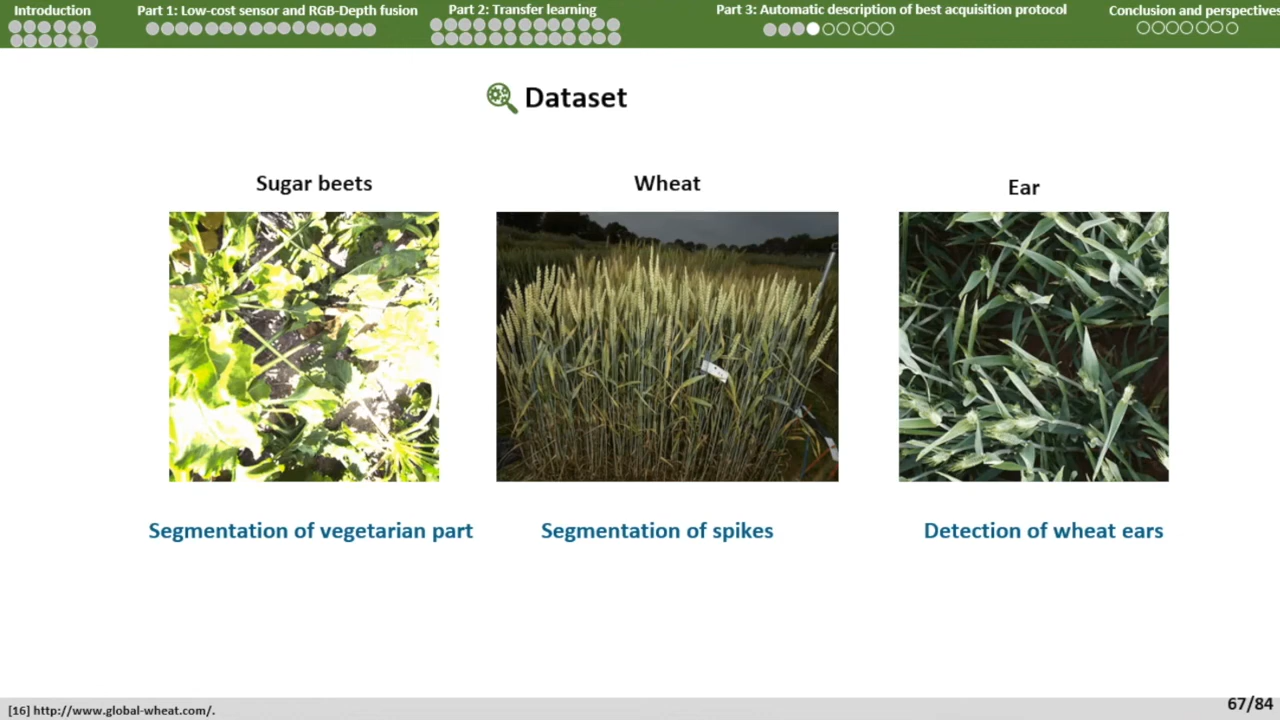 Introduction
Part 1: Low-cost sensor and RGB-Depth fusion
Part 2: Transfer learning
Part 3: Automatic description of best acquisition protocol
Conclusion and perspectives
Dataset
Sugar beets
Wheat
Ear
Segmentation of vegetarian part
Segmentation of spikes
Detection of wheat ears
[16] http://www.global-wheat.com/.
67/84